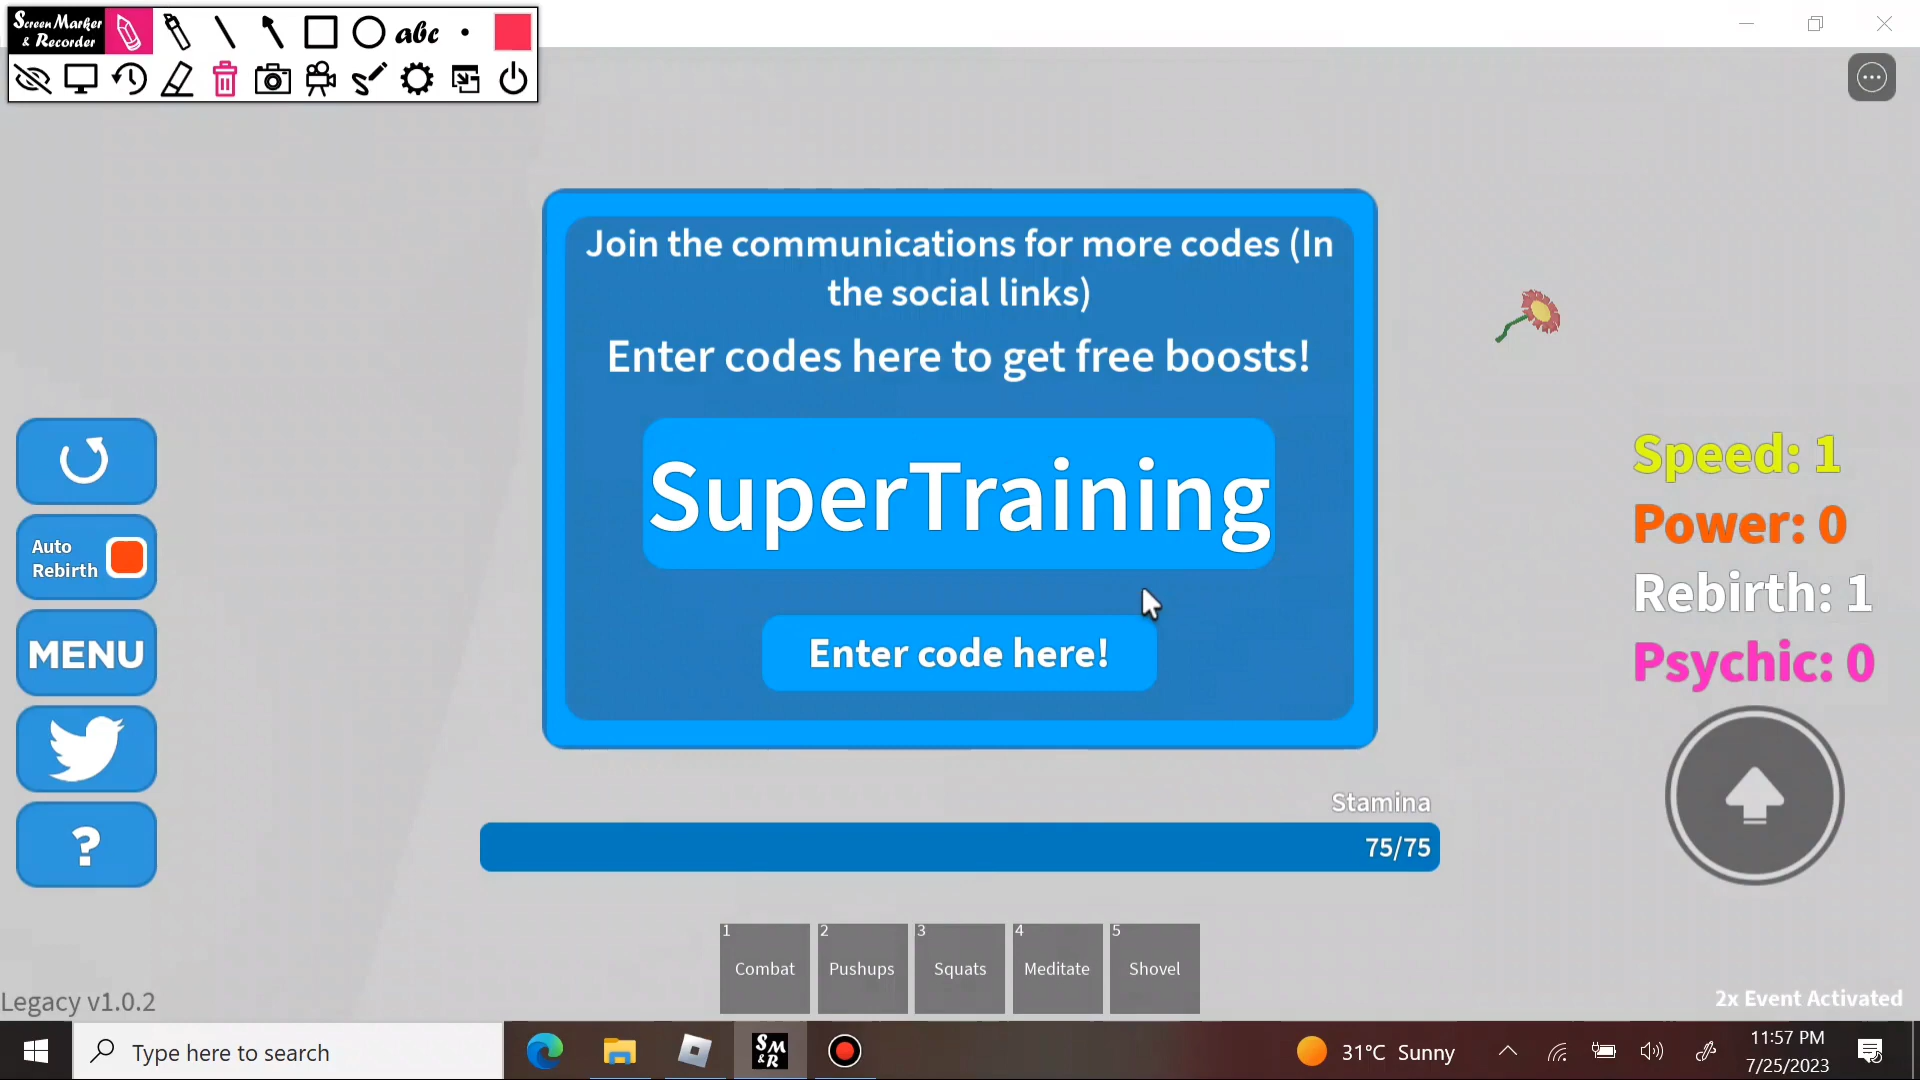 Screen Marker
& Recorder
abc
Join the communications for more codes (In
the social links)
Enter codes here to get free boosts!
SuperTraining
Enter code here!
Auto
Rebirth
MENU
?
Speed: 1
Power: 0
Rebirth: 1
Psychic: 0
Stamina
75/75
1
Combat
2
Pushups
3
Squats
4
Meditate
5
Shovel
Legacy v1.0.2
2x Event Activated
Type here to search
SM
&R
31°C Sunny
11:57 PM
7/25/2023